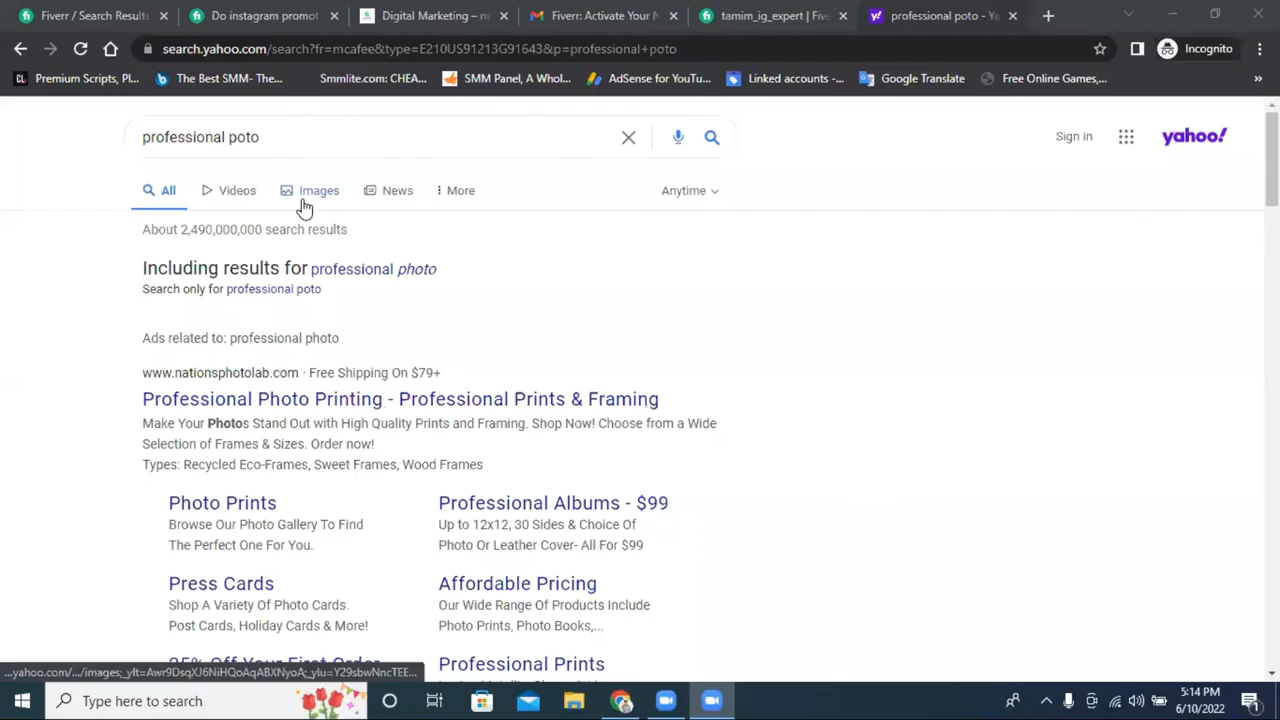 Fiverr / Search Results
Do instagram promot
Digital Marketing – n
Fiverr: Activate Your N
tamim_ig_expert | Five
professional poto - Ya
search.yahoo.com/search?fr=mcafee&type=E210US91213G91643&p=professional+poto
Incognito
Premium Scripts, Pl...
The Best SMM- The...
Smmlite.com: CHEA...
SMM Panel, A Whol...
AdSense for YouTu...
Linked accounts -...
Google Translate
Free Online Games,...
professional poto
Sign in
yahoo!
All
Videos
Images
News
More
Anytime
About 2,490,000,000 search results
Including results for professional photo
Search only for professional poto
Ads related to: professional photo
www.nationsphotolab.com · Free Shipping On $79+
Professional Photo Printing - Professional Prints & Framing
Make Your Photos Stand Out with High Quality Prints and Framing. Shop Now! Choose from a Wide
Selection of Frames & Sizes. Order now!
Types: Recycled Eco-Frames, Sweet Frames, Wood Frames
Photo Prints
Browse Our Photo Gallery To Find
The Perfect One For You.
Professional Albums - $99
Up to 12x12, 30 Sides & Choice Of
Photo Or Leather Cover- All For $99
Press Cards
Shop A Variety Of Photo Cards.
Post Cards, Holiday Cards & More!
Affordable Pricing
Our Wide Range Of Products Include
Photo Prints, Photo Books,...
25% Off Your First Order
Professional Prints
Type here to search
5:14 PM
6/10/2022